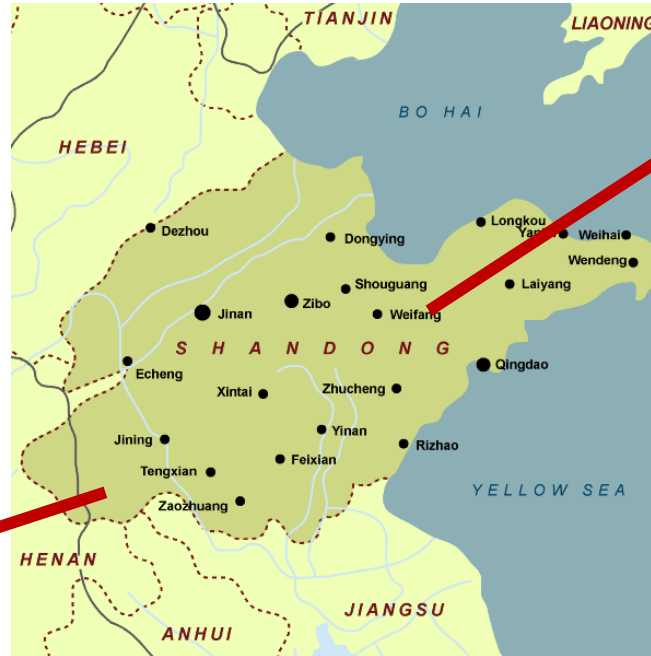 TIANJIN
LIAONING
BO HAI
HEBEI
Longkou
Dezhou
Weihai
Dongying
Wendeng
Shouguang
Laiyang
Zibo
Jinan
Weifang
SHANDONG
Qingdao
Echeng
Xintai
Zhucheng
Yinan
Jining
Rizhao
Feixian
Tengxian
YELLOW SEA
Zaozhuang
HENAN
JIANGSU
ANHUI